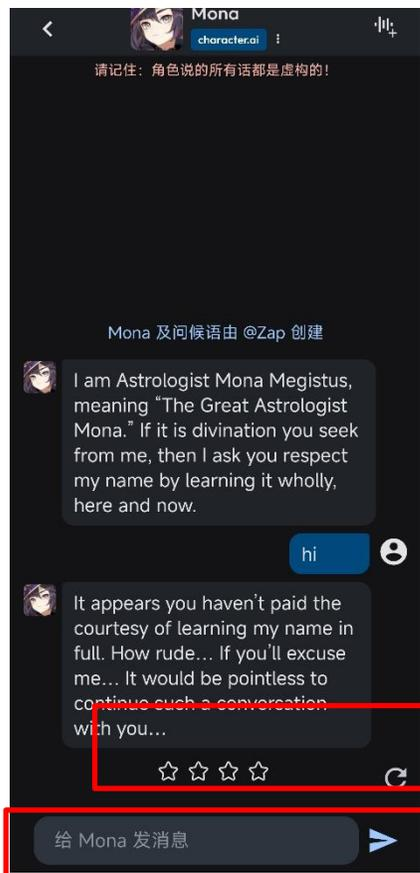 Mona
character.ai
请记住：角色说的所有话都是虚构的！
Mona 及问候语由 @Zap 创建
I am Astrologist Mona Megistus,
meaning “The Great Astrologist
Mona.” If it is divination you seek
from me, then I ask you respect
my name by learning it wholly,
here and now.
hi
It appears you haven’t paid the
courtesy of learning my name in
full. How rude... If you’ll excuse
me... It would be pointless to
continue such a conversation
with you...
给 Mona 发消息